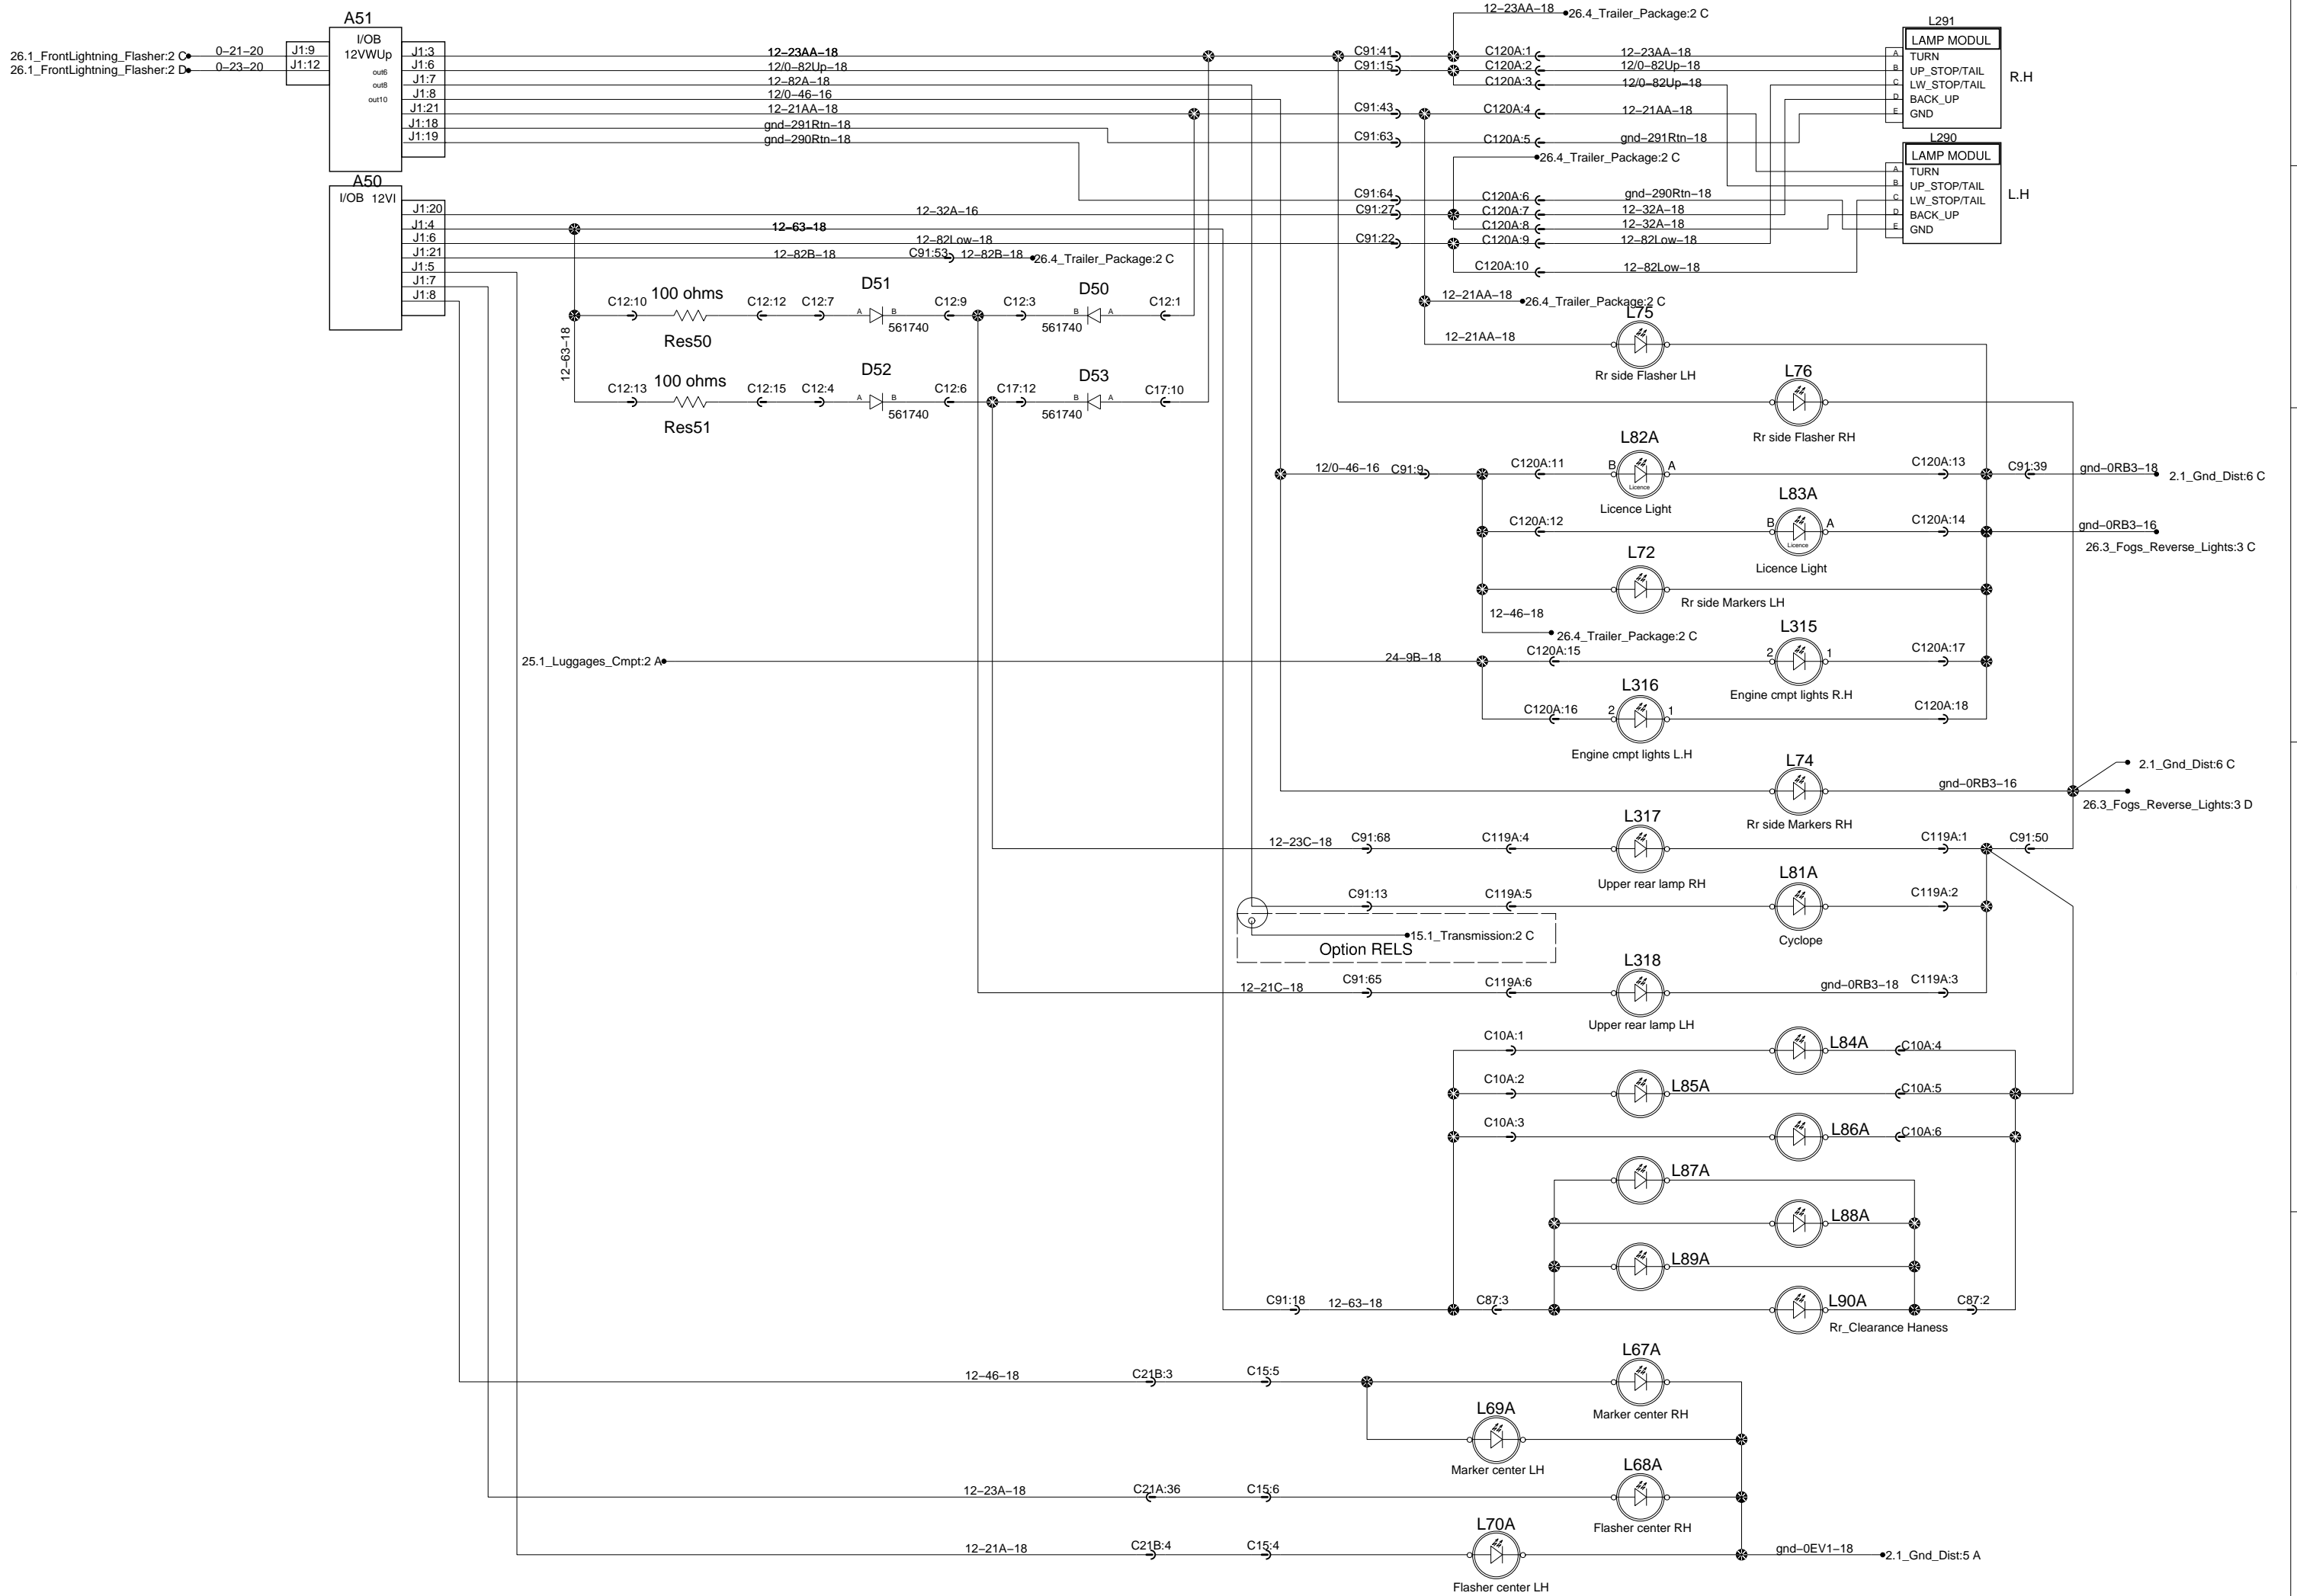 12–23AA–18
26.4_Trailer_Package:2 C
A51
I/OB
12VWUp
out6
out8
out10
26.1_FrontLightning_Flasher:2 C
0–21–20
J1:9
26.1_FrontLightning_Flasher:2 D
0–23–20
J1:12
J1:3
12–23AA–18
C91:41
C120A:1
12–23AA–18
J1:6
12/0–82Up–18
C91:15
C120A:2
12/0–82Up–18
J1:7
12–82A–18
C120A:3
12/0–82Up–18
J1:8
12/0–46–16
J1:21
12–21AA–18
C91:43
C120A:4
12–21AA–18
J1:18
gnd–291Rtn–18
C91:63
C120A:5
gnd–291Rtn–18
J1:19
gnd–290Rtn–18
26.4_Trailer_Package:2 C
L291
LAMP MODUL
A TURN
B UP_STOP/TAIL
C LW_STOP/TAIL
D BACK_UP
E GND
R.H
L290
LAMP MODUL
A TURN
B UP_STOP/TAIL
C LW_STOP/TAIL
D BACK_UP
E GND
L.H
A50
I/OB 12VI
C91:64
C120A:6
gnd–290Rtn–18
J1:20
12–32A–16
C91:27
C120A:7
12–32A–18
J1:4
12–63–18
C120A:8
12–32A–18
J1:6
12–82Low–18
C91:22
C120A:9
12–82Low–18
J1:21
12–82B–18
C91:53
12–82B–18
26.4_Trailer_Package:2 C
J1:5
C120A:10
12–82Low–18
J1:7
J1:8
12–21AA–18
26.4_Trailer_Package:2 C
C12:10
100 ohms
Res50
C12:12
C12:7
D51
A
B
561740
C12:9
C12:3
D50
B
A
561740
C12:1
12–63–18
C12:13
100 ohms
Res51
C12:15
C12:4
D52
A
B
561740
C12:6
C17:12
D53
B
A
561740
C17:10
12–21AA–18
L75
Rr side Flasher LH
L76
Rr side Flasher RH
12/0–46–16
C91:9
C120A:11
L82A
B
A
Licence
Licence Light
C120A:13
C91:39
gnd–0RB3–18
2.1_Gnd_Dist:6 C
C120A:12
L83A
B
A
Licence
Licence Light
C120A:14
gnd–0RB3–16
26.3_Fogs_Reverse_Lights:3 C
L72
Rr side Markers LH
12–46–18
26.4_Trailer_Package:2 C
25.1_Luggages_Cmpt:2 A
24–9B–18
C120A:15
L315
2
1
Engine cmpt lights R.H
C120A:17
C120A:16
L316
2
1
Engine cmpt lights L.H
C120A:18
L74
Rr side Markers RH
gnd–0RB3–16
2.1_Gnd_Dist:6 C
26.3_Fogs_Reverse_Lights:3 D
12–23C–18
C91:68
C119A:4
L317
Upper rear lamp RH
C119A:1
C91:50
C91:13
C119A:5
L81A
Cyclope
C119A:2
15.1_Transmission:2 C
Option RELS
12–21C–18
C91:65
C119A:6
L318
Upper rear lamp LH
gnd–0RB3–18
C119A:3
C10A:1
L84A
C10A:4
C10A:2
L85A
C10A:5
C10A:3
L86A
C10A:6
L87A
L88A
L89A
C91:18
12–63–18
C87:3
L90A
C87:2
Rr_Clearance Haness
12–46–18
C21B:3
C15:5
L67A
Marker center RH
L69A
Marker center LH
12–23A–18
C21A:36
C15:6
L68A
Flasher center RH
12–21A–18
C21B:4
C15:4
L70A
Flasher center LH
gnd–0EV1–18
2.1_Gnd_Dist:5 A